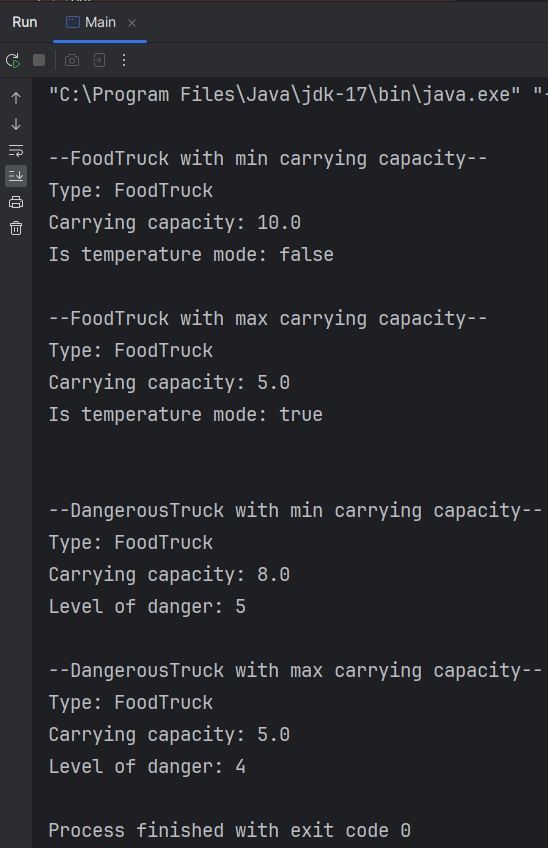 Run
Main
"C:\Program Files\Java\jdk-17\bin\java.exe" "-
--FoodTruck with min carrying capacity--
Type: FoodTruck
Carrying capacity: 10.0
Is temperature mode: false
--FoodTruck with max carrying capacity--
Type: FoodTruck
Carrying capacity: 5.0
Is temperature mode: true
--DangerousTruck with min carrying capacity--
Type: FoodTruck
Carrying capacity: 8.0
Level of danger: 5
--DangerousTruck with max carrying capacity--
Type: FoodTruck
Carrying capacity: 5.0
Level of danger: 4
Process finished with exit code 0